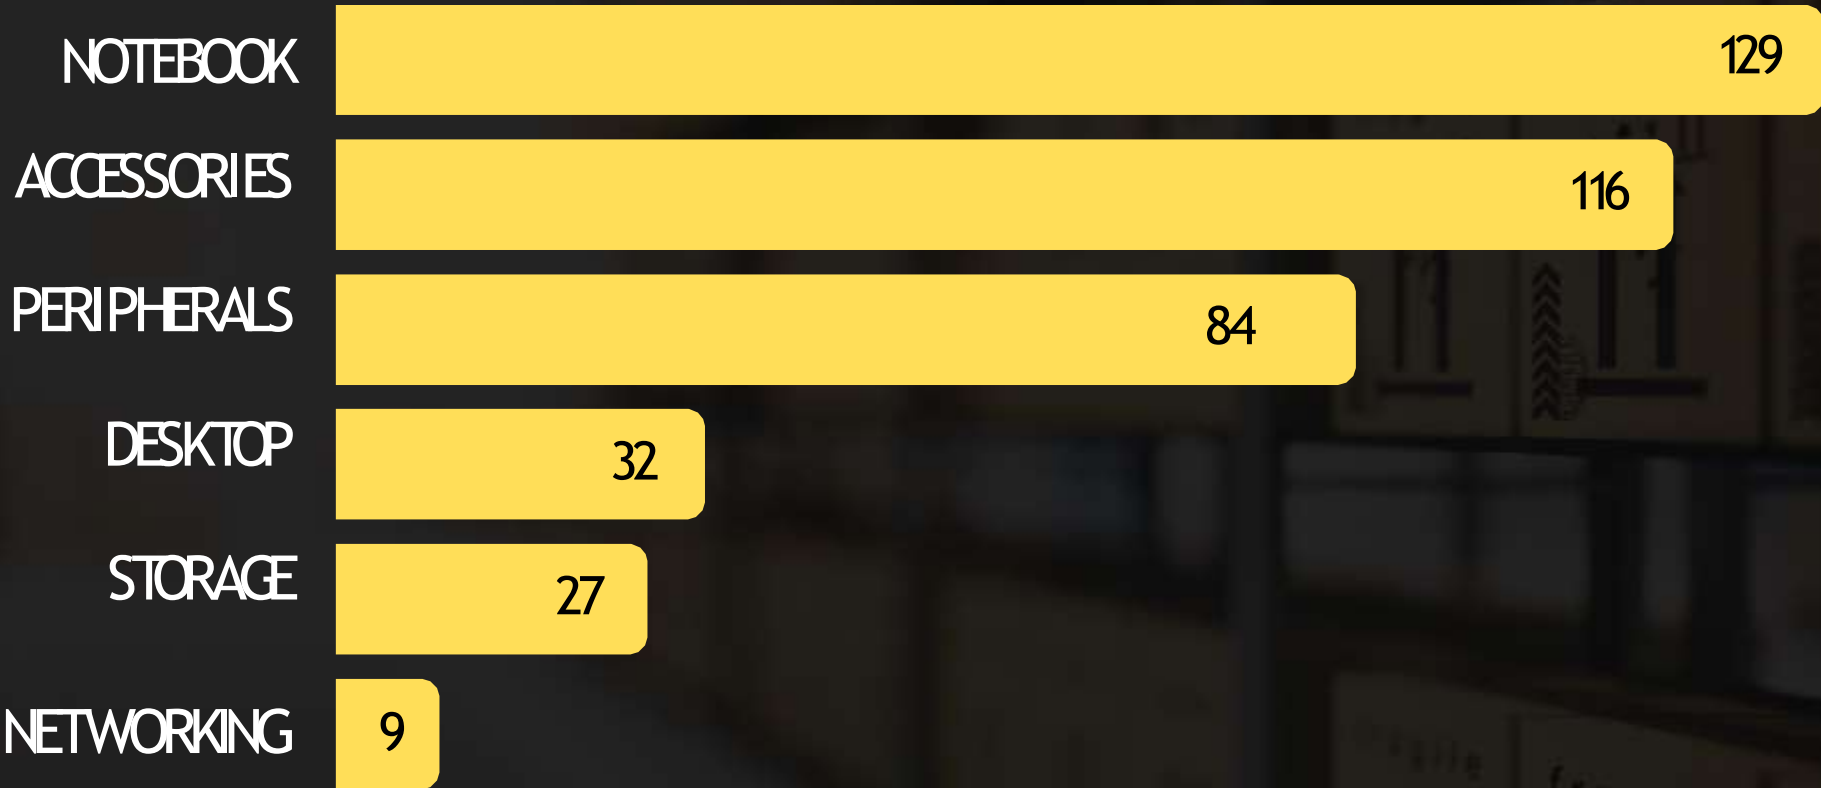 NOTEBOOK 129
ACCESSORIES 116
PERIPHERALS 84
DESKTOP 32
STORAGE 27
NETWORKING 9